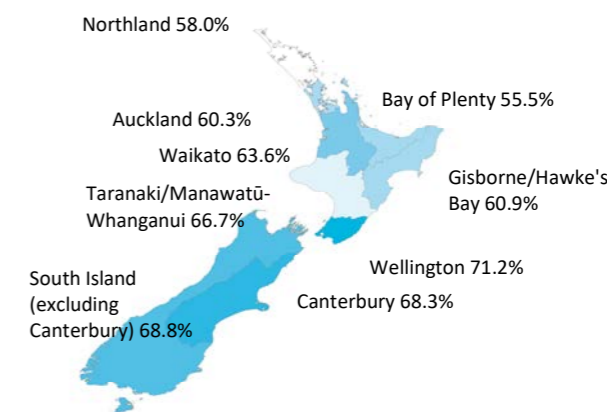 Northland 58.0%
Bay of Plenty 55.5%
Auckland 60.3%
Waikato 63.6%
Taranaki/Manawatū-
Whanganui 66.7%
Gisborne/Hawke's
Bay 60.9%
Wellington 71.2%
South Island
(excluding
Canterbury) 68.8%
Canterbury 68.3%